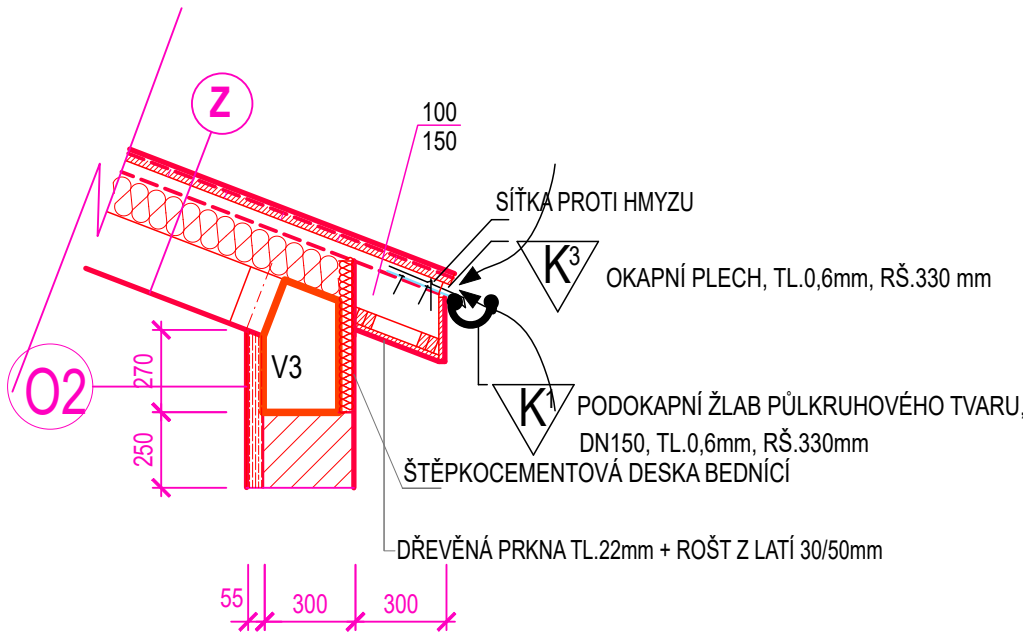 Z
100
150
SÍŤKA PROTI HMYZU
K3
OKAPNÍ PLECH, TL.0,6mm, RŠ.330 mm
V3
O2
270
250
K1
PODOKAPNÍ ŽLAB PŮLKRUHOVÉHO TVARU,
DN150, TL.0,6mm, RŠ.330mm
ŠTĚPKOCEMENTOVÁ DESKA BEDNÍCÍ
DŘEVĚNÁ PRKNA TL.22mm + ROŠT Z LATÍ 30/50mm
55
300
300